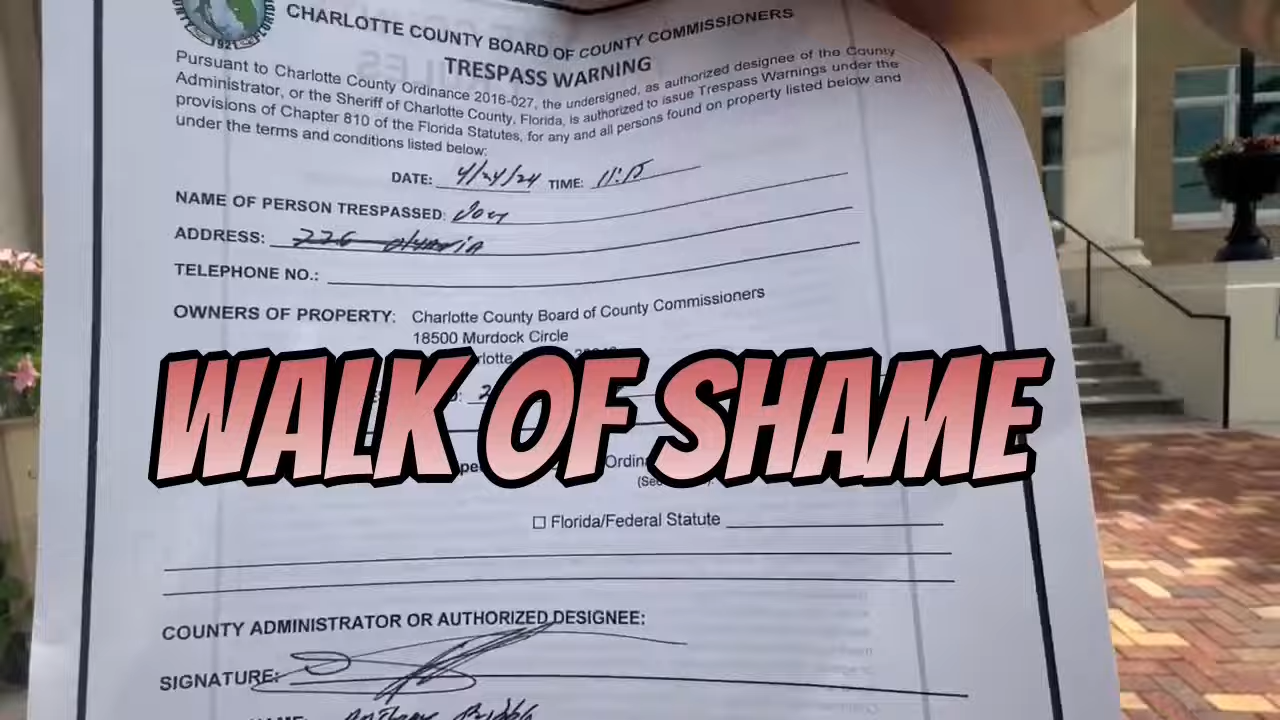 CHARLOTTE COUNTY BOARD OF COUNTY COMMISSIONERS
1921
TRESPASS WARNING
Pursuant to Charlotte County Ordinance 2016-027, the undersigned, as authorized designee of the County
Administrator, or the Sheriff of Charlotte County, Florida, is authorized to issue Trespass Warnings under the
provisions of Chapter 810 of the Florida Statutes, for any and all persons found on property listed below and
under the terms and conditions listed below:
DATE: 4/24/24 TIME: 11:15
NAME OF PERSON TRESPASSED: Joey
ADDRESS: 226 Olympia
TELEPHONE NO.:
OWNERS OF PROPERTY: Charlotte County Board of County Commissioners
18500 Murdock Circle
WALK OF SHAME
Florida/Federal Statute
COUNTY ADMINISTRATOR OR AUTHORIZED DESIGNEE:
SIGNATURE: